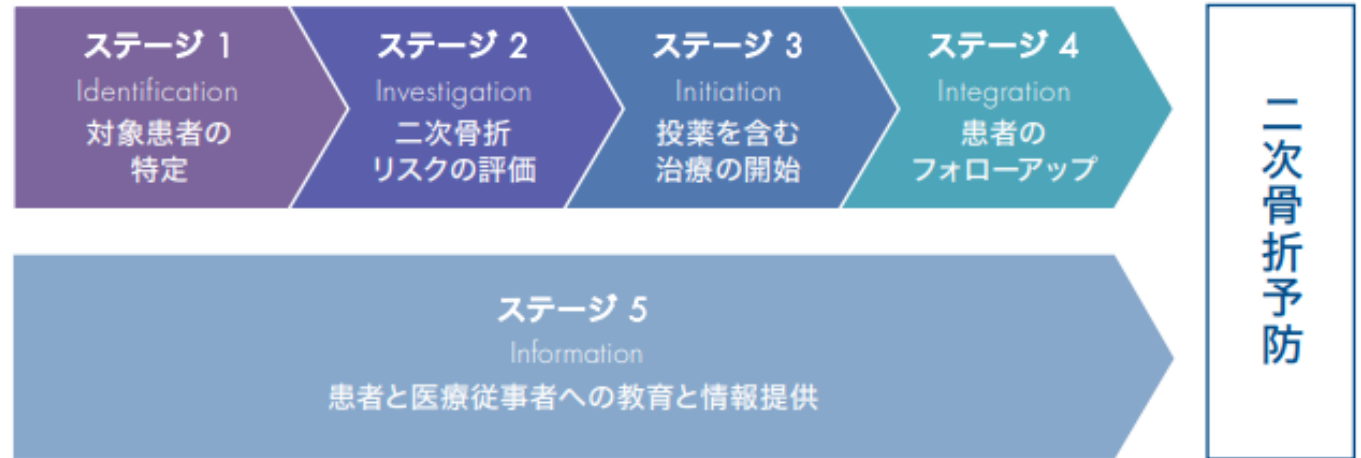 ステージ 1
Identification
対象患者の
特定
ステージ 2
Investigation
二次骨折
リスクの評価
ステージ 3
Initiation
投薬を含む
治療の開始
ステージ 4
Integration
患者の
フォローアップ
ステージ 5
Information
患者と医療従事者への教育と情報提供
二次骨折予防